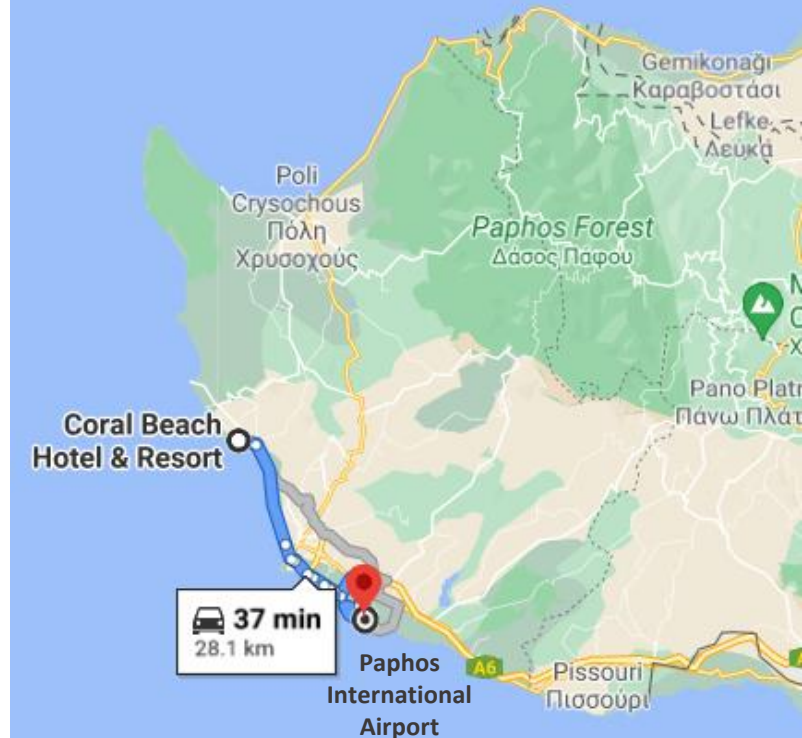 Gemikonağı
Καραβοστάσι
Lefke
Λεύκα
Poli
Crysochous
Πόλη
Χρυσοχούς
Paphos Forest
Δάσος Πάφου
Pano Platr
Πάνω Πλάτ
Coral Beach
Hotel & Resort
37 min
28.1 km
Paphos
International
Airport
A6
Pissouri
Πισσούρι